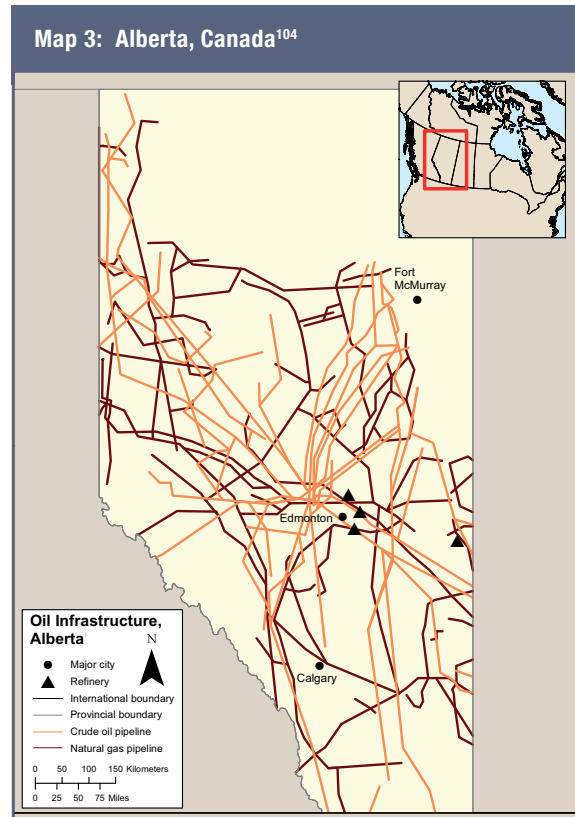 Map 3: Alberta, Canada104
Fort
McMurray
Edmonton
Calgary
Oil Infrastructure,
Alberta
N
Major city
Refinery
International boundary
Provincial boundary
Crude oil pipeline
Natural gas pipeline
0 50 100 150 Kilometers
0 25 50 75 Miles